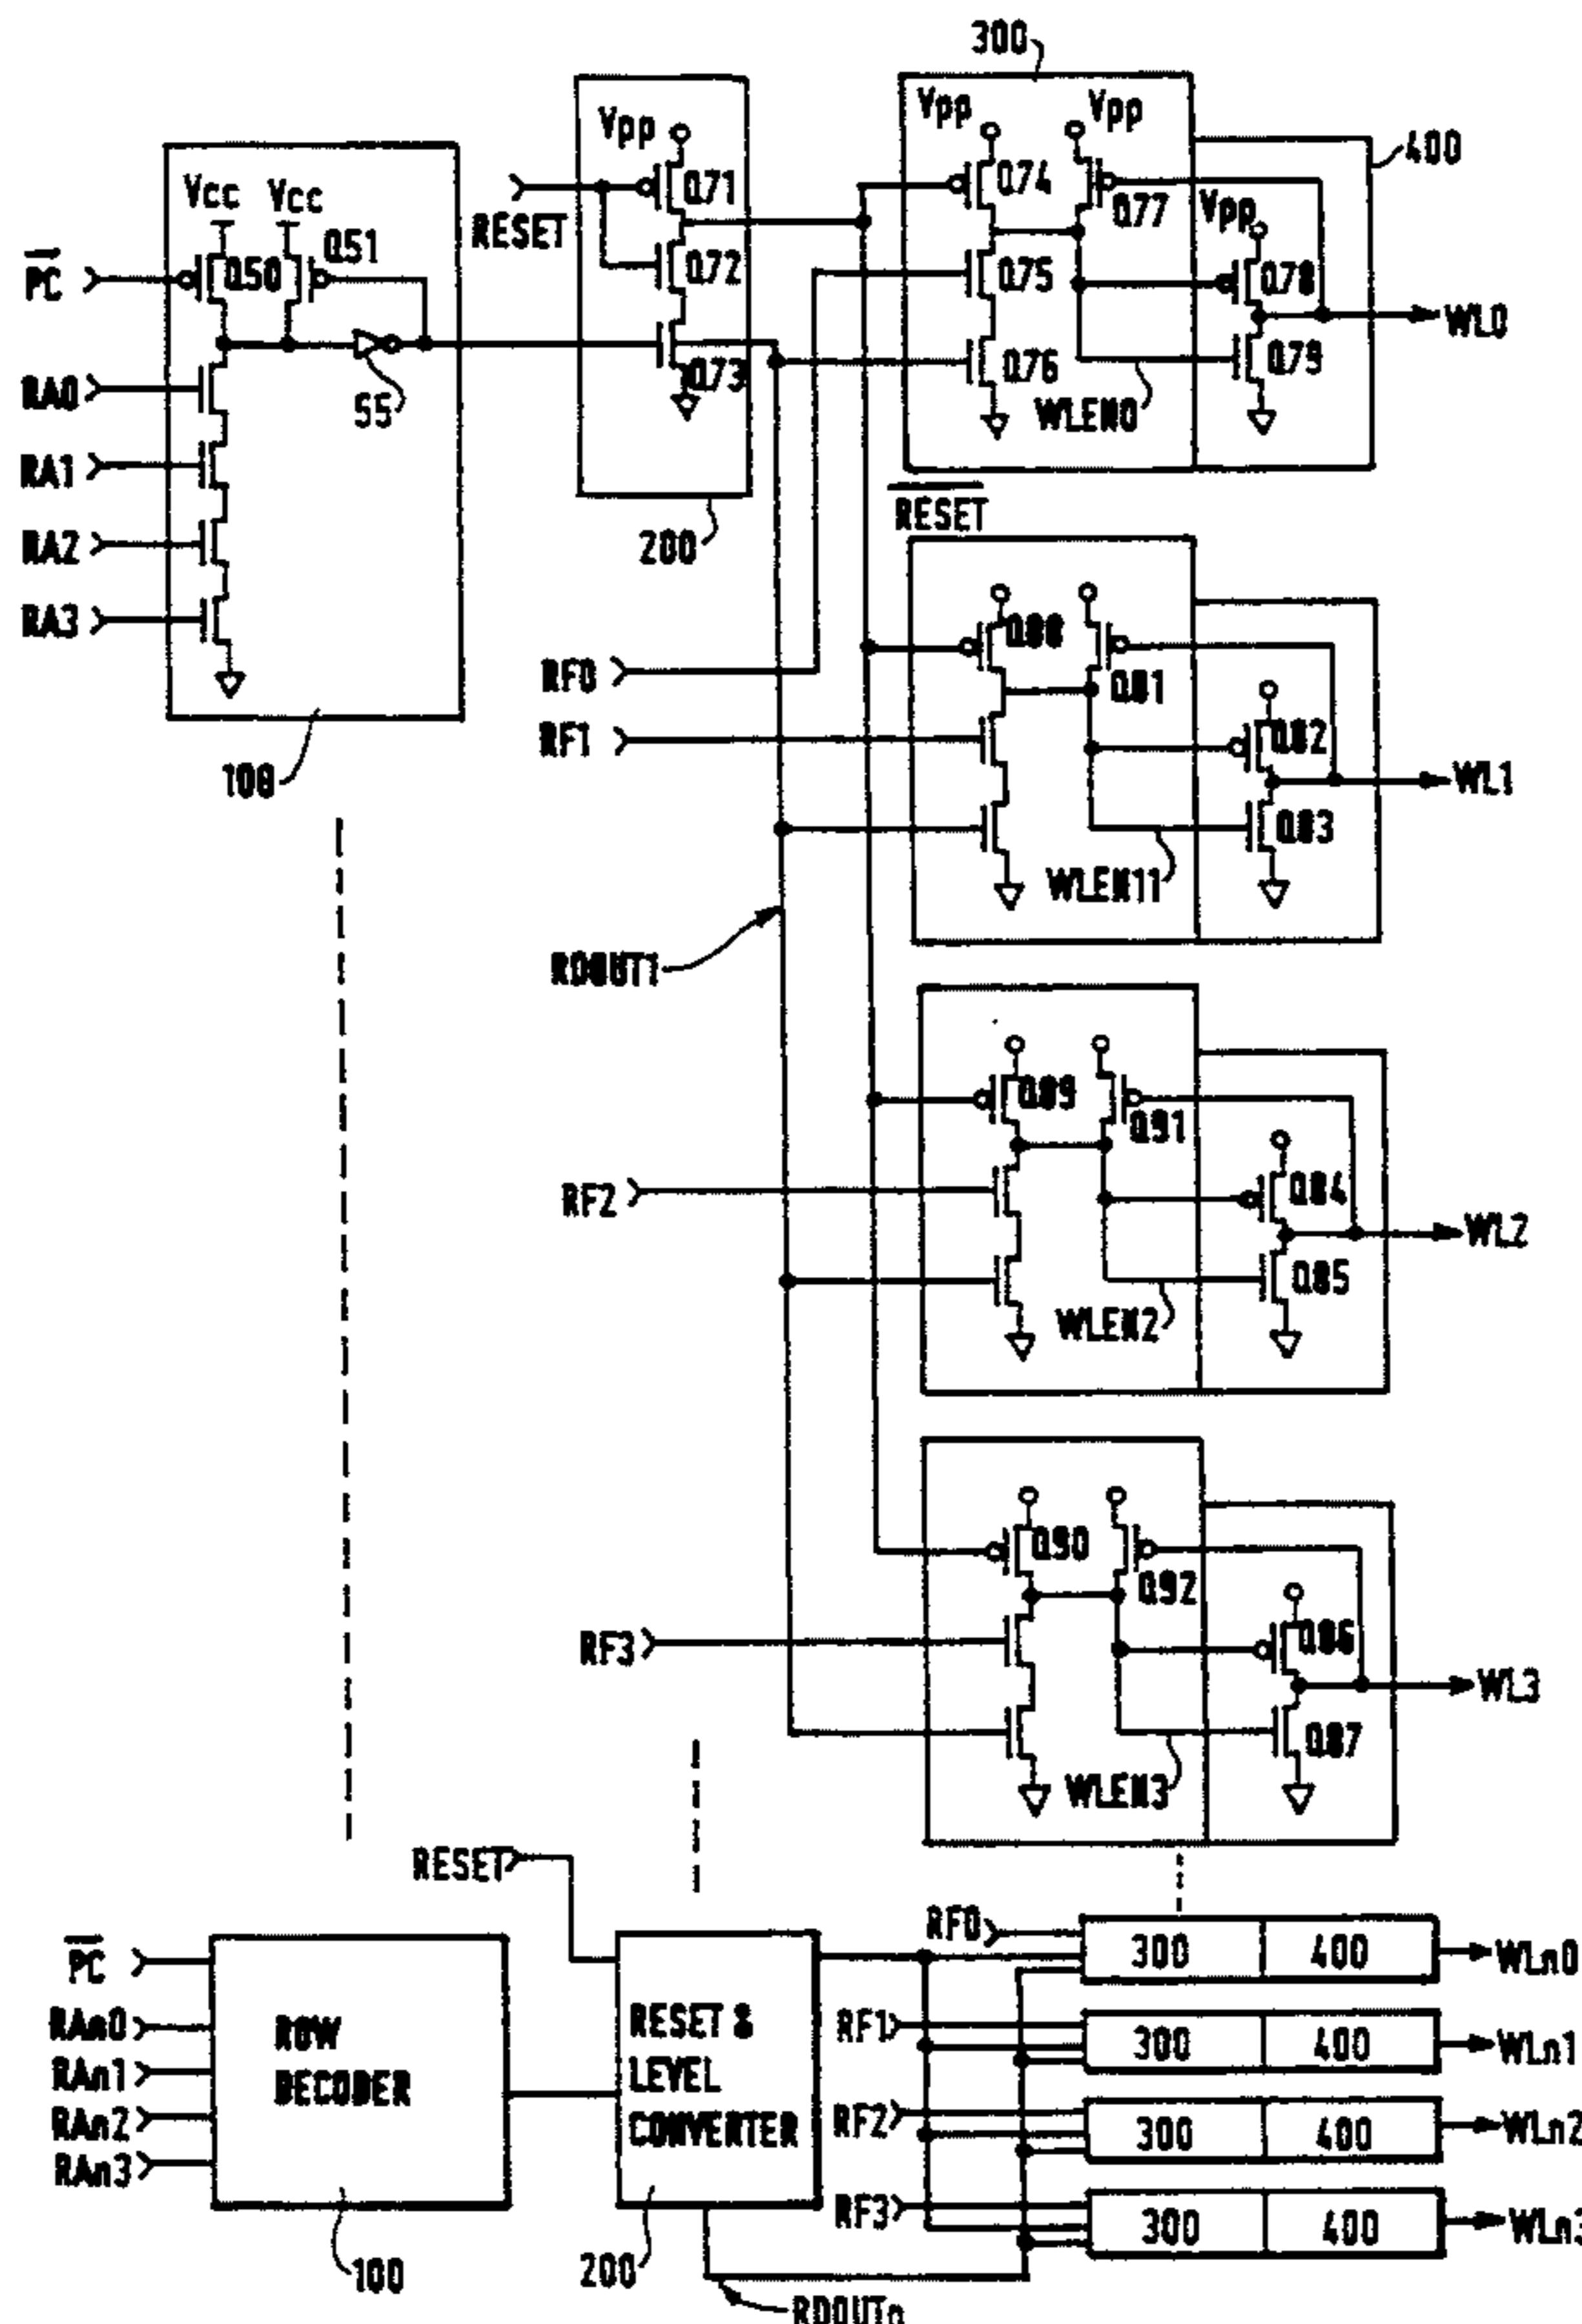 300
Vpp
Vpp
Vpp
400
Vcc
Vcc
Q71
Q74
Q77
Vpp
RESET
Q51
PC
Q50
Q72
Q75
Q78
WL0
RA0
55
Q73
Q76
Q79
WLEN0
RA1
RESET
RA2
200
RA3
Q88
RF0
Q81
RF1
Q82
100
WL1
Q83
WLEN11
RDOUT1
Q89
Q91
RF2
Q84
WL2
Q85
WLEN2
Q90
Q92
RF3
Q86
WL3
Q87
WLEN3
RESET
RF0
PC
300
400
WLn0
RAn0
ROW
DECODER
RESET &
LEVEL
CONVERTER
RF1
300
400
WLn1
RAn1
RAn2
RF2
300
400
WLn2
RAn3
RF3
300
400
WLn3
100
200
RDOUTn